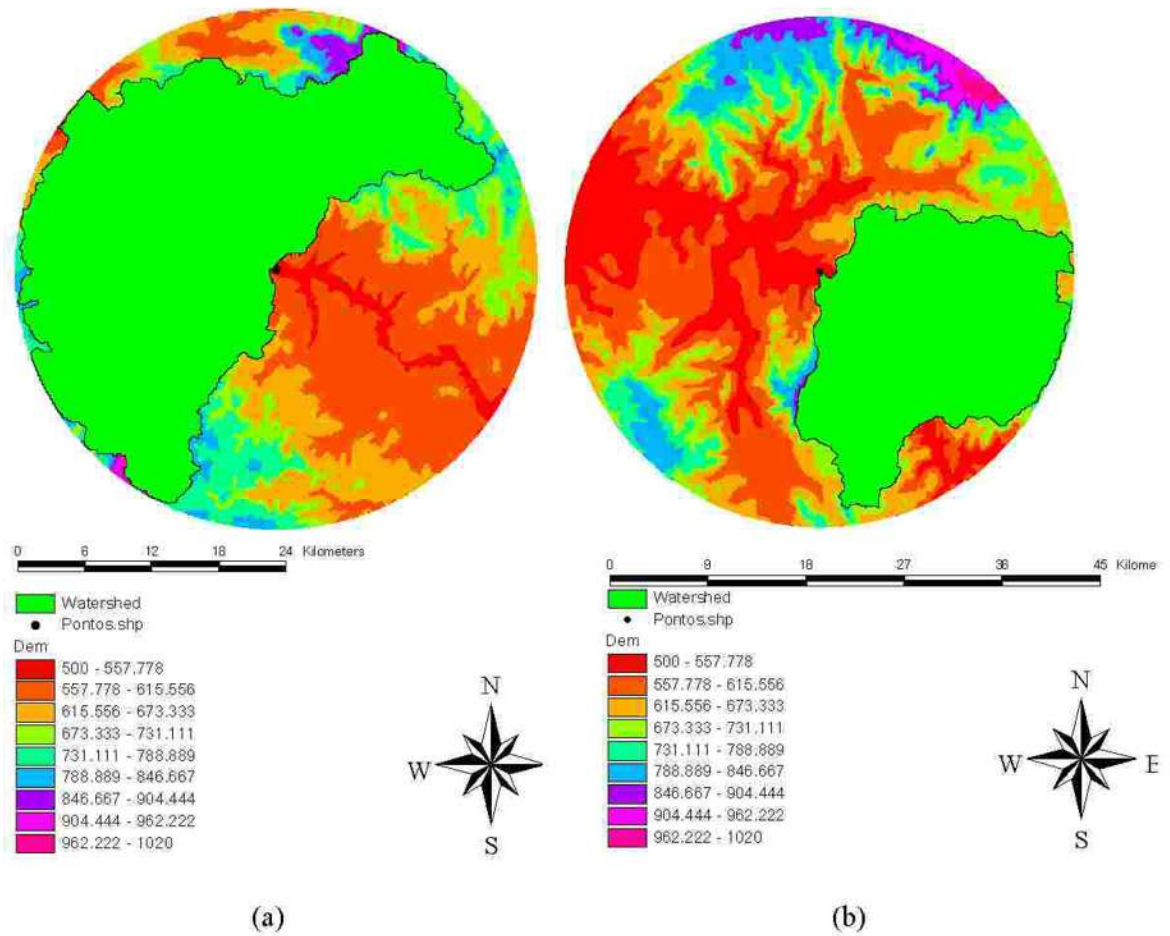 0 6 12 18 24 Kilometers
Watershed
Pontos.shp
Dem
500 - 557.778
557.778 - 615.556
615.556 - 673.333
673.333 - 731.111
731.111 - 788.889
788.889 - 846.667
846.667 - 904.444
904.444 - 962.222
962.222 - 1020
N
W
S
(a)
0 9 18 27 36 45 Kilome
Watershed
Pontos.shp
Dem
500 - 557.778
557.778 - 615.556
615.556 - 673.333
673.333 - 731.111
731.111 - 788.889
788.889 - 846.667
846.667 - 904.444
904.444 - 962.222
962.222 - 1020
N
W E
S
(b)